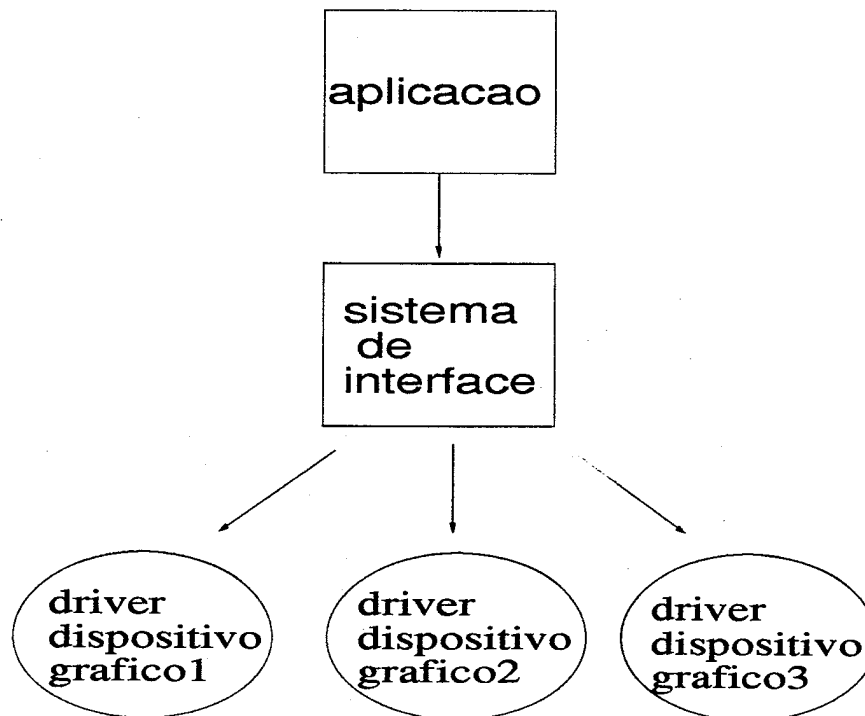 aplicacao
sistema
de
interface
driver
dispositivo
grafico1
driver
dispositivo
grafico2
driver
dispositivo
grafico3